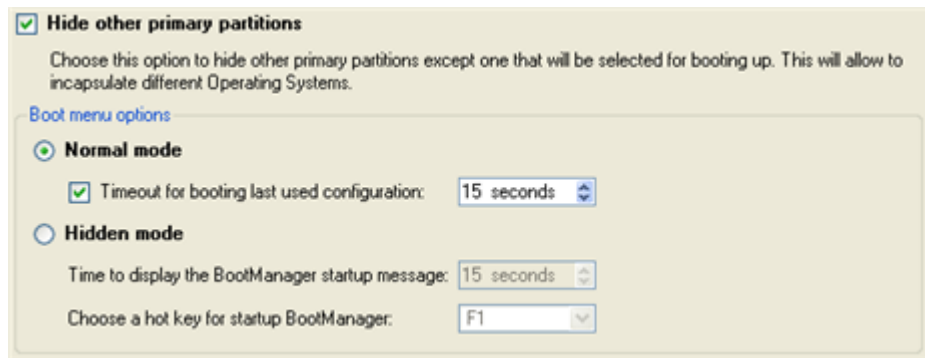 Hide other primary partitions
Choose this option to hide other primary partitions except one that will be selected for booting up. This will allow to
incapsulate different Operating Systems.
Boot menu options
Normal mode
Timeout for booting last used configuration: 15 seconds
Hidden mode
Time to display the BootManager startup message: 15 seconds
Choose a hot key for startup BootManager: F1